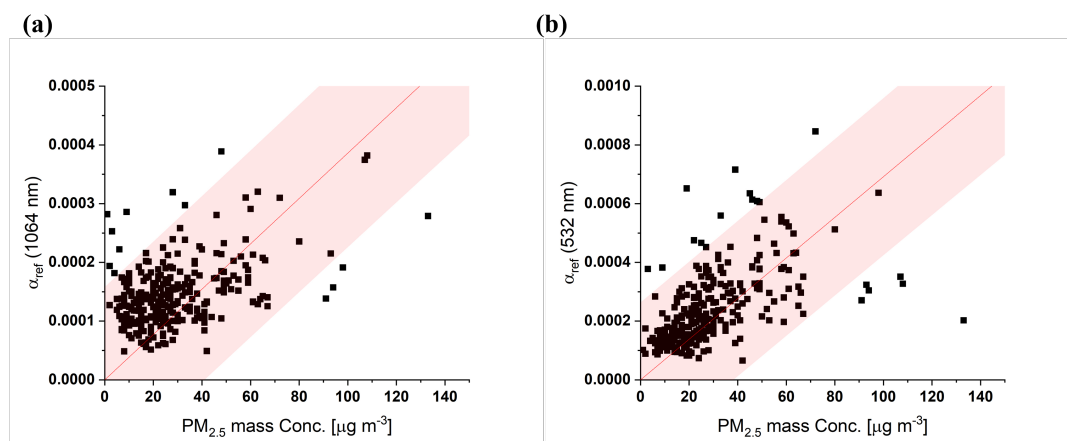 (a)
(b)
0.0005
0.0004
0.0003
0.0002
0.0001
0.0000
α_ref (1064 nm)
0 20 40 60 80 100 120 140
PM2.5 mass Conc. [μg m⁻³]
0.0010
0.0008
0.0006
0.0004
0.0002
0.0000
α_ref (532 nm)
0 20 40 60 80 100 120 140
PM2.5 mass Conc. [μg m⁻³]